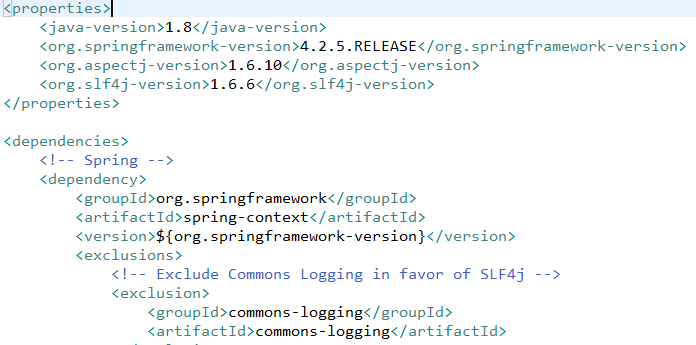 <properties>
<java-version>1.8</java-version>
<org.springframework-version>4.2.5.RELEASE</org.springframework-version>
<org.aspectj-version>1.6.10</org.aspectj-version>
<org.slf4j-version>1.6.6</org.slf4j-version>
</properties>
<dependencies>
<!-- Spring -->
<dependency>
<groupId>org.springframework</groupId>
<artifactId>spring-context</artifactId>
<version>${org.springframework-version}</version>
<exclusions>
<!-- Exclude Commons Logging in favor of SLF4j -->
<exclusion>
<groupId>commons-logging</groupId>
<artifactId>commons-logging</artifactId>